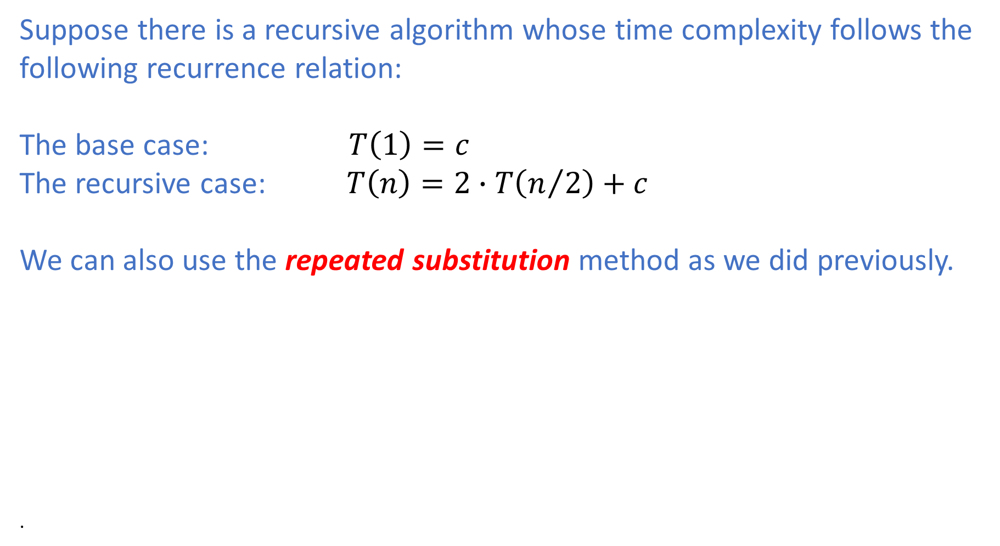 Suppose there is a recursive algorithm whose time complexity follows the
following recurrence relation:
The base case: T(1) = c
The recursive case: T(n) = 2 · T(n/2) + c
We can also use the repeated substitution method as we did previously.
.